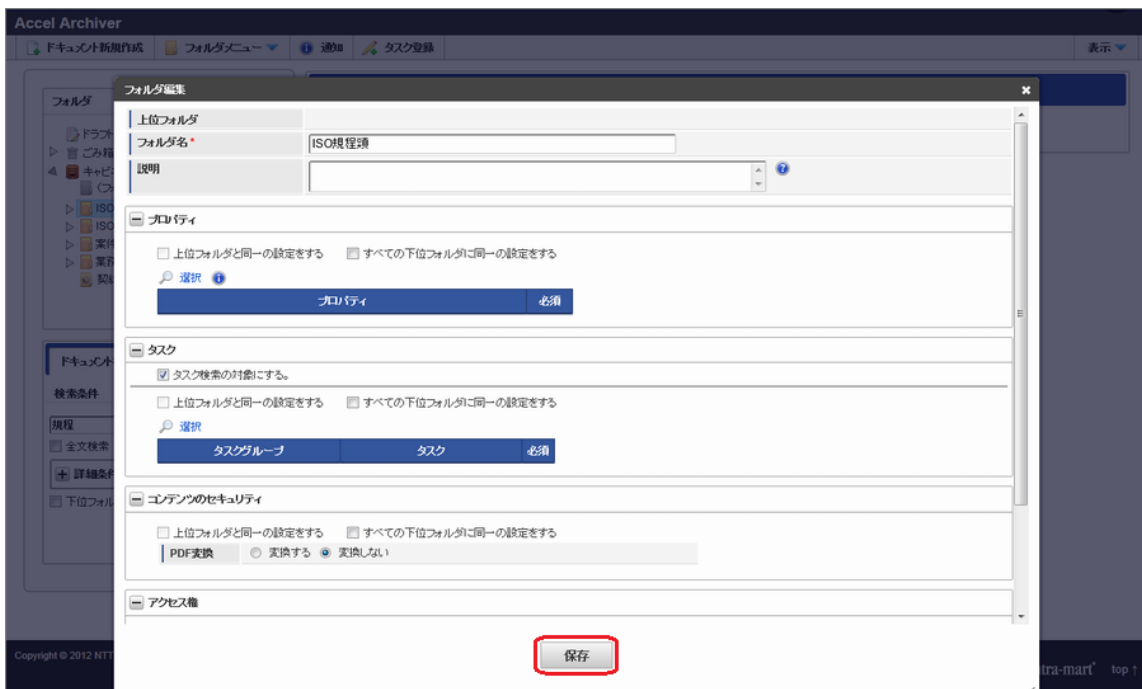 Accel Archiver
ドキュメント新規作成 フォルダメニュー 通知 タスク登録 表示
フォルダ編集
フォルダ
上位フォルダ
フォルダ名* ISO規程類
説明
ドラフト
ごみ箱
キャビ
(フ
ISO
ISO
案件
業務
契約
プロパティ
上位フォルダと同一の設定をする すべての下位フォルダに同一の設定をする
選択
プロパティ 必須
タスク
タスク検索の対象にする。
上位フォルダと同一の設定をする すべての下位フォルダに同一の設定をする
選択
タスクグループ タスク 必須
ドキュメント
検索条件
規程
全文検索
詳細条件
下位フォル
コンテンツのセキュリティ
上位フォルダと同一の設定をする すべての下位フォルダに同一の設定をする
PDF変換 変換する 変換しない
アクセス権
保存
Copyright © 2012 NTT
tra-mart top ↑